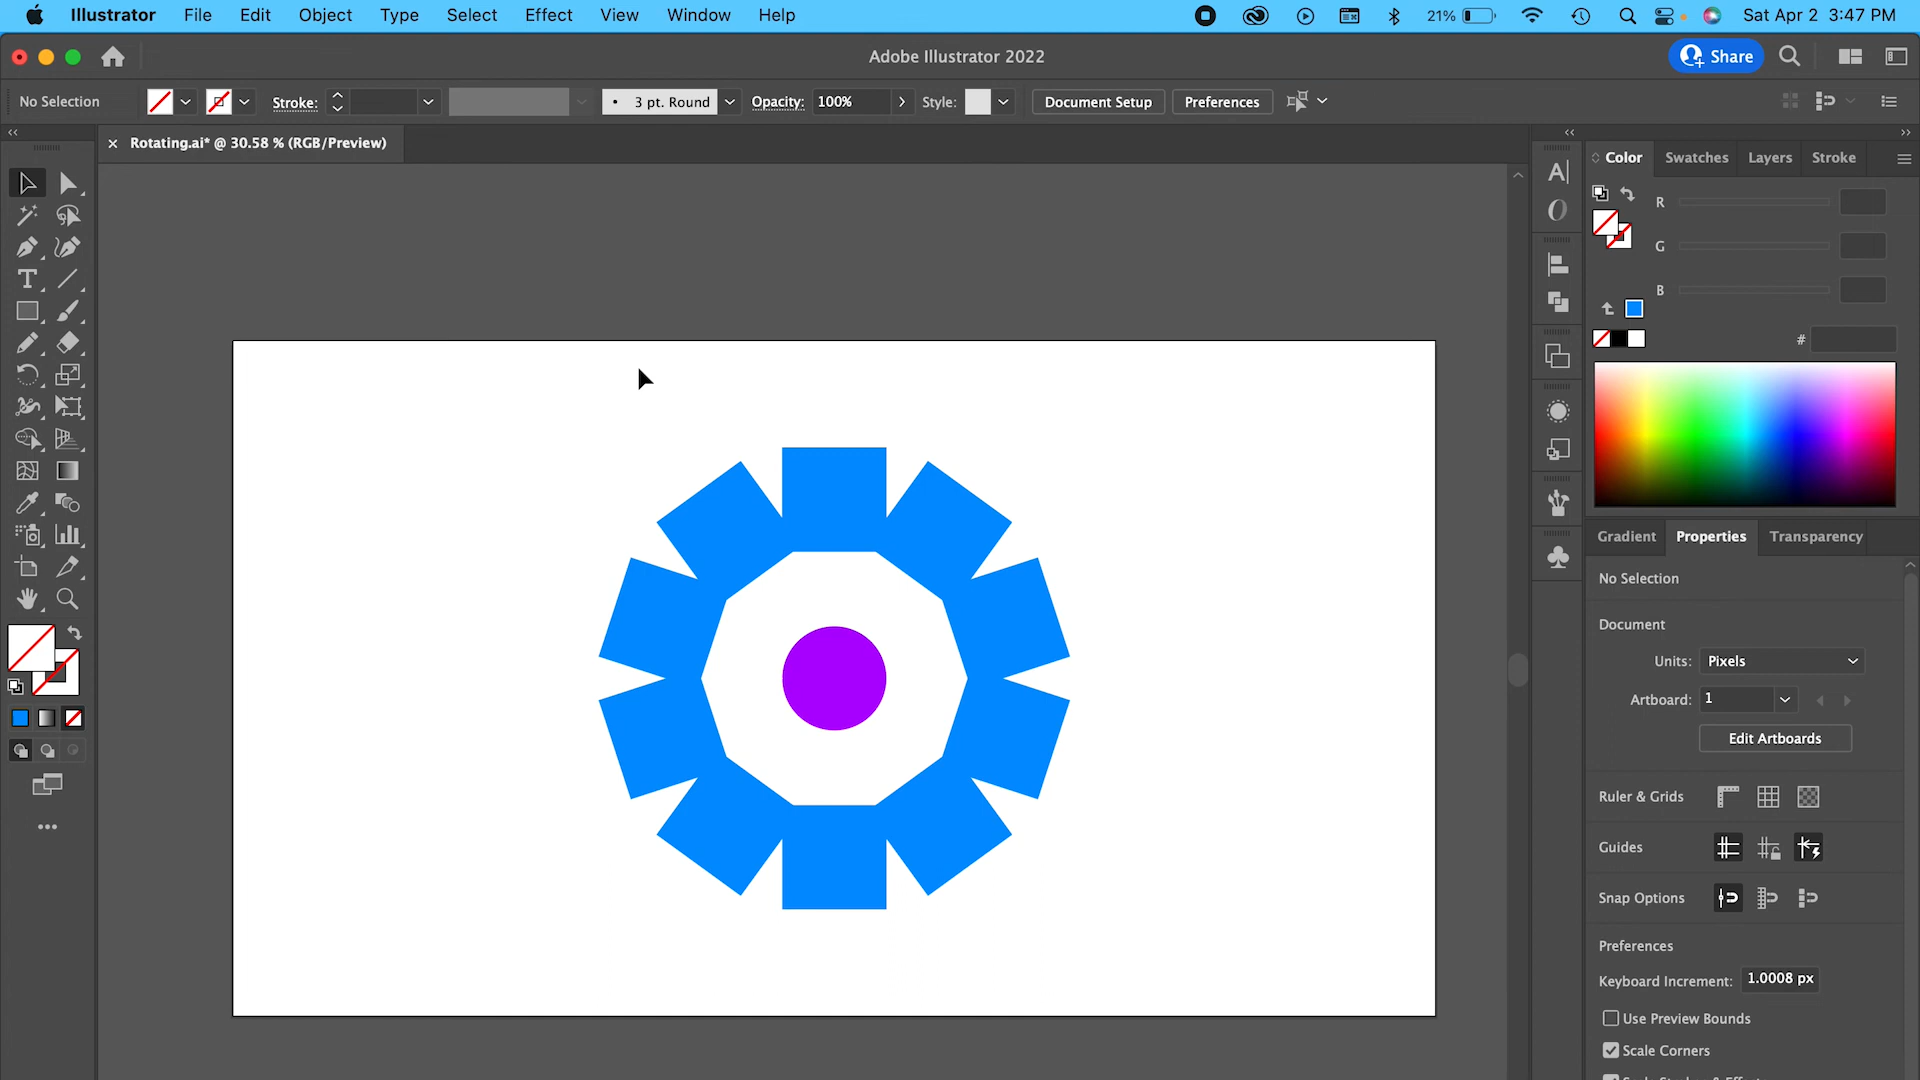 Illustrator File Edit Object Type Select Effect View Window Help 21% Sat Apr 2 3:47 PM
Adobe Illustrator 2022 Share
No Selection Stroke: 3 pt. Round Opacity: 100% Style: Document Setup Preferences
× Rotating.ai* @ 30.58 % (RGB/Preview)
Color Swatches Layers Stroke
R
G
B
#
Gradient Properties Transparency
No Selection
Document
Units: Pixels
Artboard: 1
Edit Artboards
Ruler & Grids
Guides
Snap Options
Preferences
Keyboard Increment: 1.0008 px
Use Preview Bounds
Scale Corners